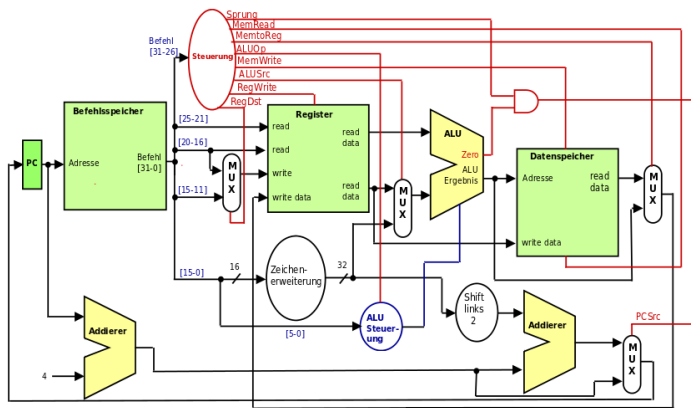 Sprung
MemRead
MemtoReg
ALUOp
MemWrite
ALUSrc
RegWrite
RegDst
Befehl
[31-26]
Steuerung
Befehlsspeicher
Adresse
Befehl
[31-0]
PC
[25-21]
[20-16]
[15-11]
[15-0]
[5-0]
MUX
Register
read
read
write
write data
read
data
read
data
MUX
ALU
Zero
ALU
Ergebnis
Datenspeicher
Adresse
read
data
write data
MUX
16
Zeichen-
erweiterung
32
ALU
Steuer-
ung
Shift
links
2
Addierer
4
Addierer
PCSrc
MUX